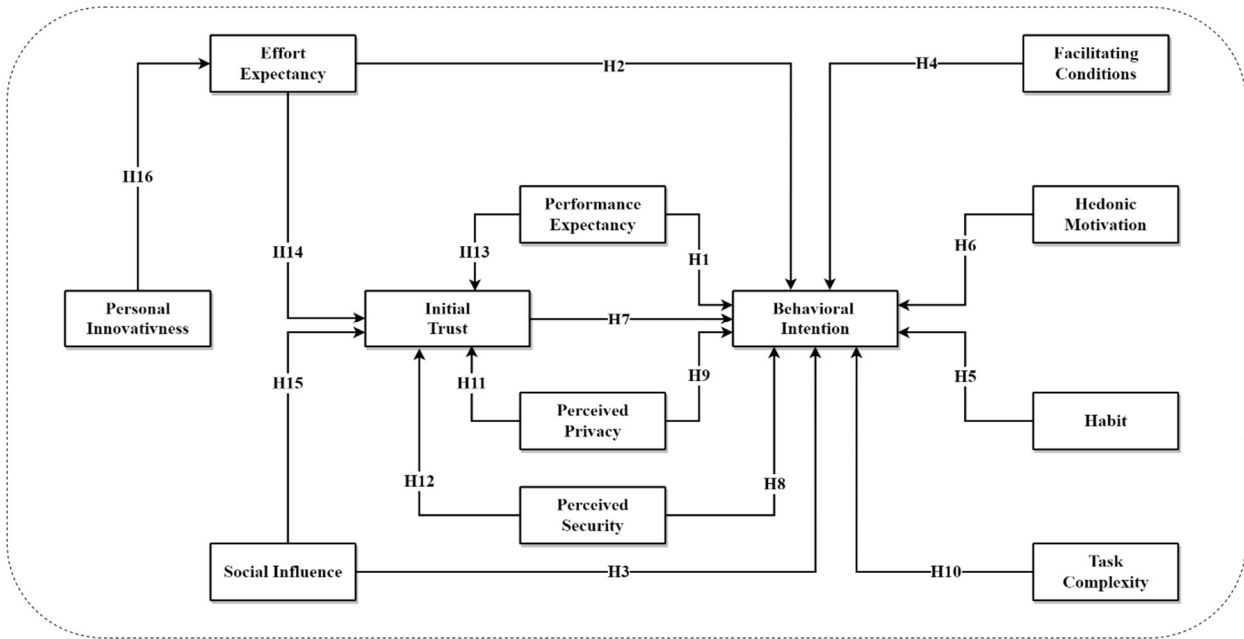 Effort
Expectancy
H2
H4
Facilitating
Conditions
H16
Performance
Expectancy
Hedonic
Motivation
H14
H13
H1
H6
Personal
Innovativness
Initial
Trust
H7
Behavioral
Intention
H15
H11
H9
H5
Perceived
Privacy
Habit
H12
H8
Perceived
Security
Social Influence
H3
H10
Task
Complexity